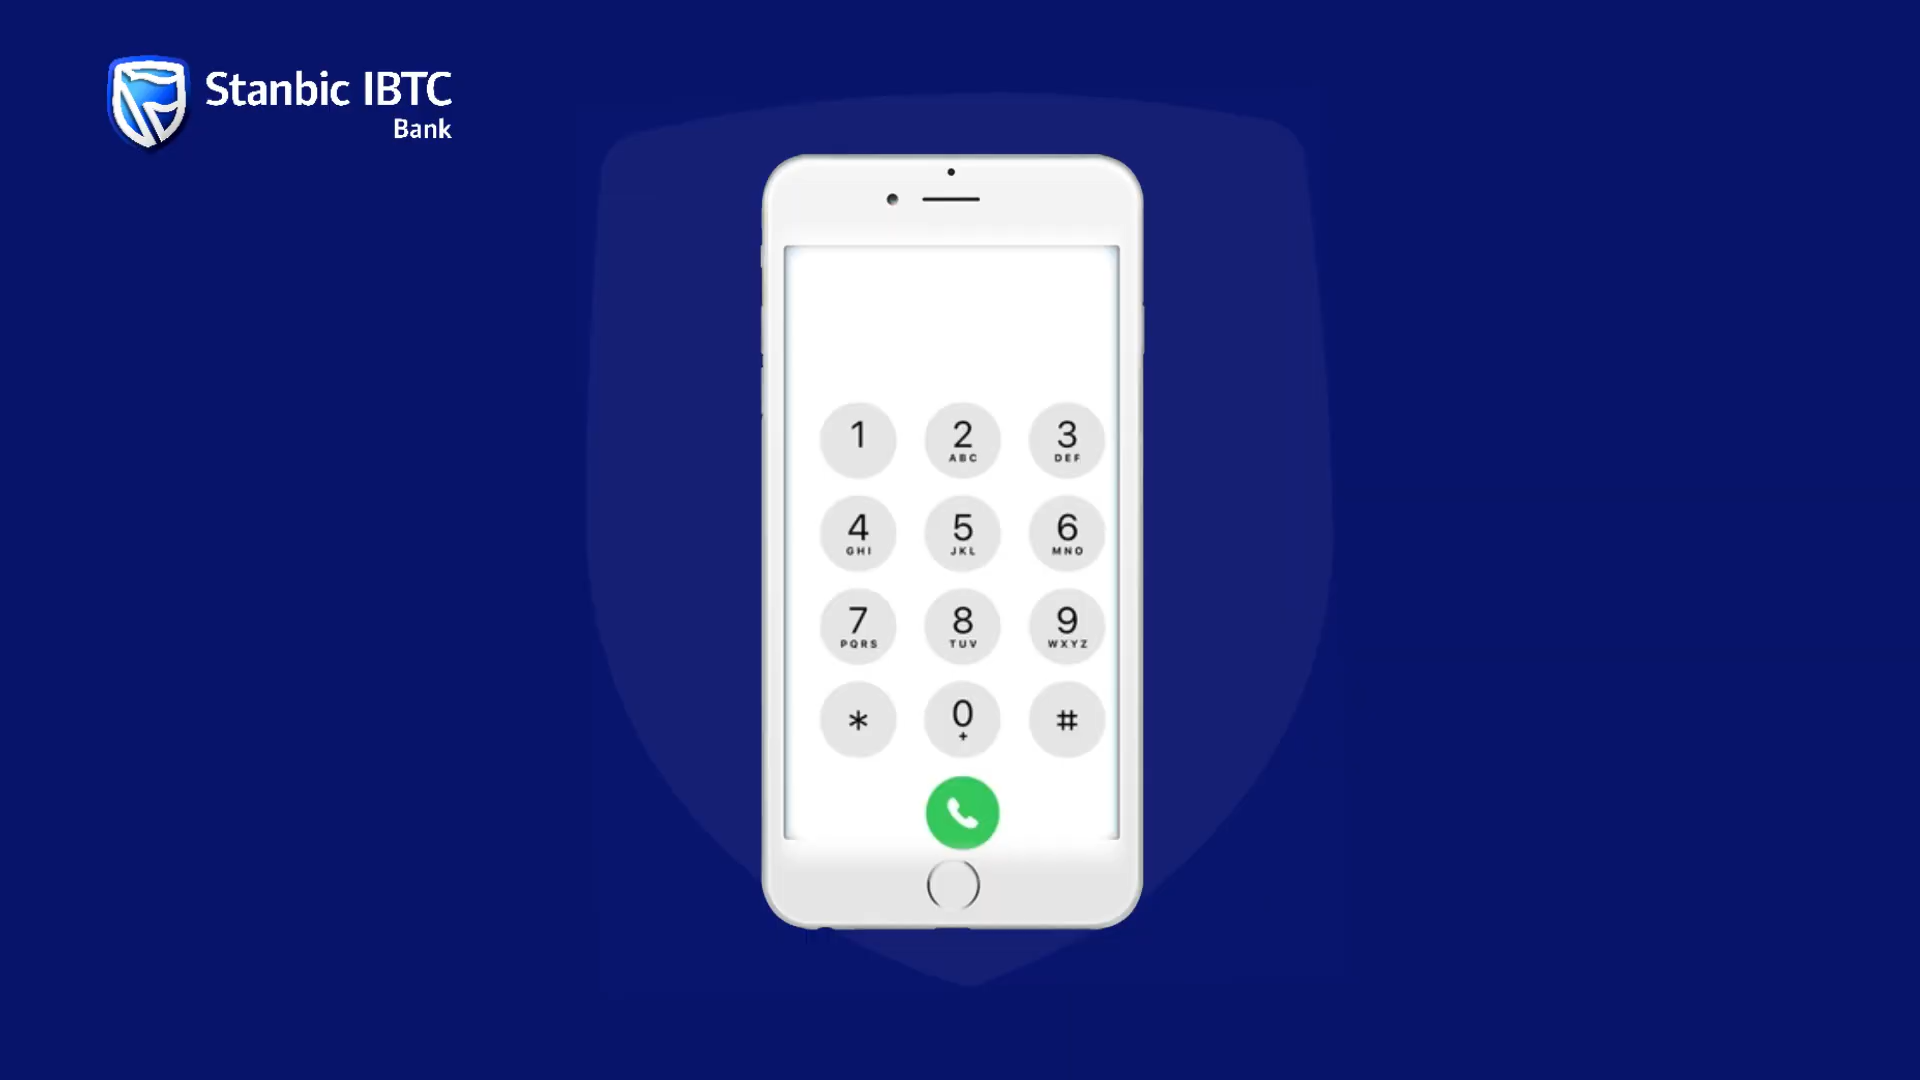 Stanbic IBTC
Bank
1 2 3
ABC DEF
4 5 6
GHI JKL MNO
7 8 9
PQRS TUV WXYZ
* 0 #
+